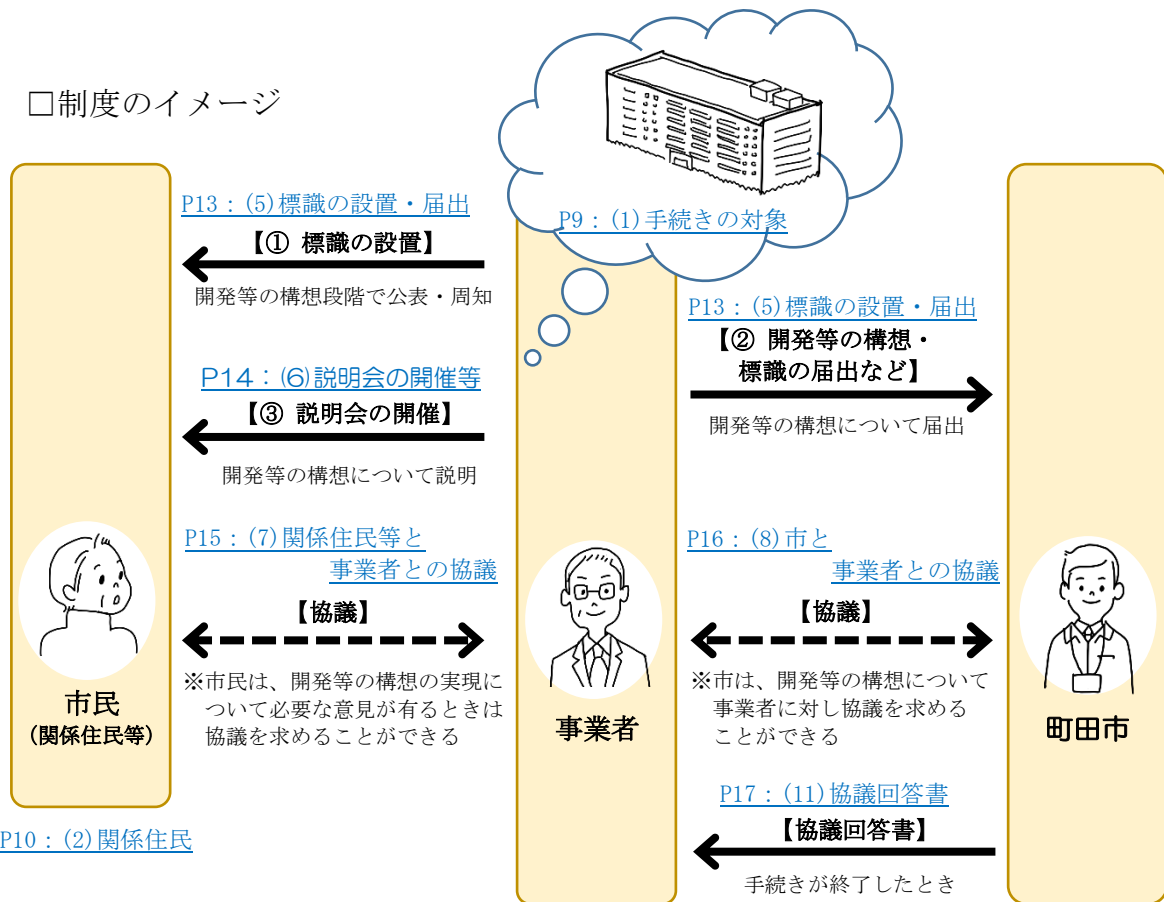 □制度のイメージ
P9：(1)手続きの対象
P13：(5)標識の設置・届出
【① 標識の設置】
開発等の構想段階で公表・周知
P13：(5)標識の設置・届出
【② 開発等の構想・
標識の届出など】
開発等の構想について届出
P14：(6)説明会の開催等
【③ 説明会の開催】
開発等の構想について説明
P15：(7)関係住民等と
事業者との協議
【協議】
※市民は、開発等の構想の実現に
ついて必要な意見が有るときは
協議を求めることができる
P16：(8)市と
事業者との協議
【協議】
※市は、開発等の構想について
事業者に対し協議を求める
ことができる
市民
(関係住民等)
事業者
町田市
P10：(2)関係住民
P17：(11)協議回答書
【協議回答書】
手続きが終了したとき